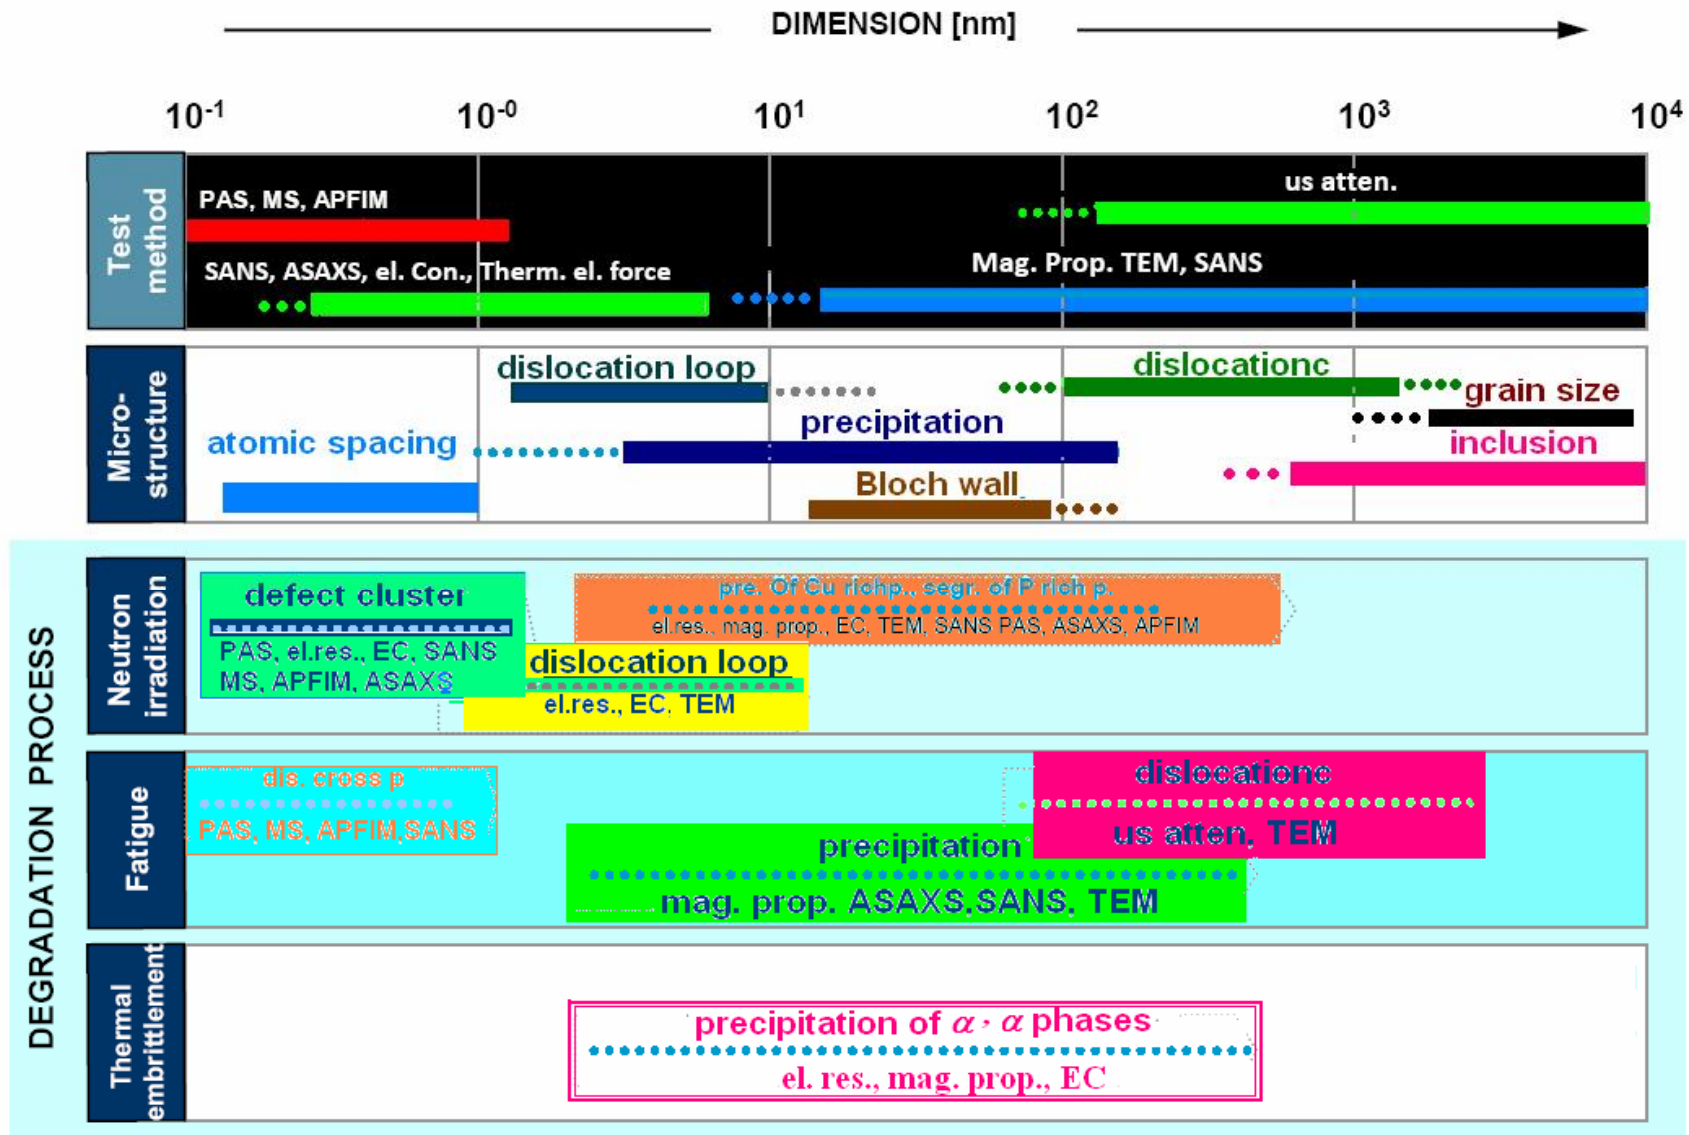 DIMENSION [nm]
10-1 10-0 101 102 103 104
Test
method
PAS, MS, APFIM
us atten.
SANS, ASAXS, el. Con., Therm. el. force
Mag. Prop. TEM, SANS
Micro-
structure
dislocation loop
dislocationc
grain size
precipitation
atomic spacing
inclusion
Bloch wall
DEGRADATION PROCESS
Neutron
irradiation
defect cluster
PAS, el.res., EC, SANS
MS, APFIM, ASAXS
pre. Of Cu richp., segr. of P rich p.
el.res., mag. prop., EC, TEM, SANS PAS, ASAXS, APFIM
dislocation loop
el.res., EC, TEM
Fatigue
dis. cross p
PAS, MS, APFIM,SANS
dislocationc
us atten, TEM
precipitation
mag. prop. ASAXS,SANS, TEM
Thermal
embrittlement
precipitation of α, α phases
el. res., mag. prop., EC